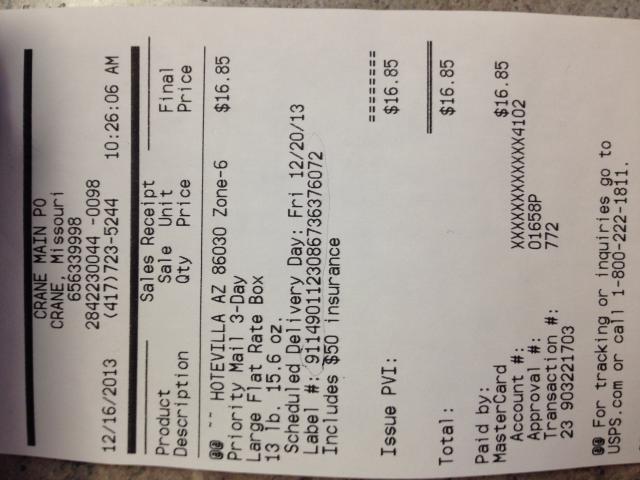 CRANE MAIN PO
CRANE, Missouri
656339998
2842230044 -0098
12/16/2013 (417)723-5244 10:26:06 AM
Sales Receipt
Product Sale Unit Final
Description Qty Price Price
@@ -- HOTEVILLA AZ 86030 Zone-6 $16.85
Priority Mail 3-Day
Large Flat Rate Box
13 lb. 15.6 oz.
Scheduled Delivery Day: Fri 12/20/13
Label #: 9114901123086736376072
Includes $50 insurance
========
Issue PVI: $16.85
Total: $16.85
Paid by:
MasterCard $16.85
Account #: XXXXXXXXXXXX4102
Approval #: 01658P
Transaction #: 772
23 903221703
@@ For tracking or inquiries go to
USPS.com or call 1-800-222-1811.